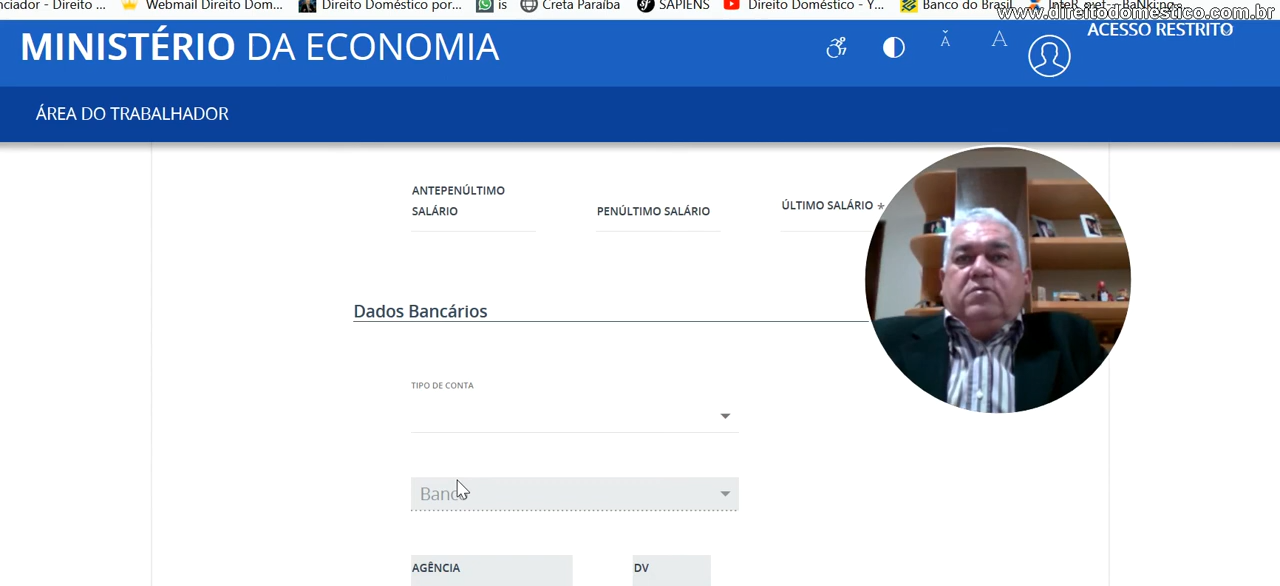 nciador - Direito ... Webmail Direito Dom... Direito Doméstico por... is Creta Paraíba SAPIENS Direito Doméstico - Y... Banco do Brasil
www.direitodomestico.com.br
MINISTÉRIO DA ECONOMIA
A A ACESSO RESTRITO
ÁREA DO TRABALHADOR
ANTEPENÚLTIMO
SALÁRIO
PENÚLTIMO SALÁRIO
ÚLTIMO SALÁRIO *
Dados Bancários
TIPO DE CONTA
Banco
AGÊNCIA DV